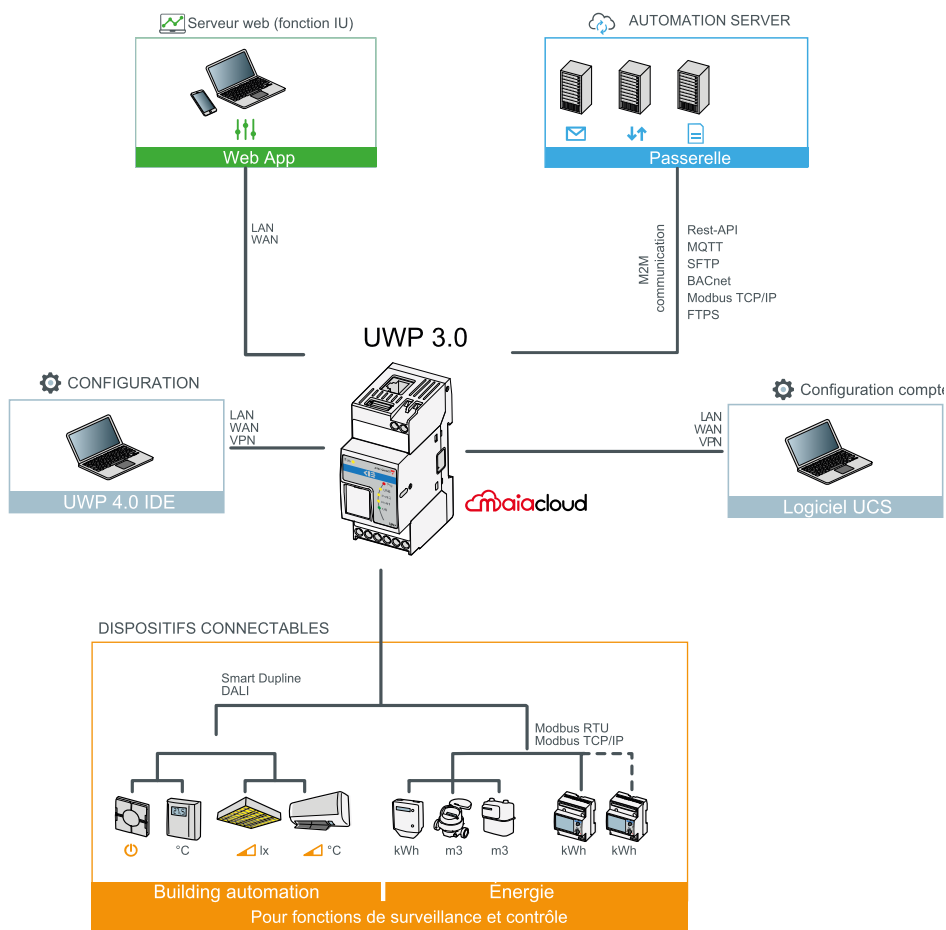 Serveur web (fonction IU)
AUTOMATION SERVER
Web App
Passerelle
LAN
WAN
M2M
communication
Rest-API
MQTT
SFTP
BACnet
Modbus TCP/IP
FTPS
UWP 3.0
CONFIGURATION
Configuration compte
LAN
WAN
VPN
LAN
WAN
VPN
UWP 4.0 IDE
maiacloud
Logiciel UCS
DISPOSITIFS CONNECTABLES
Smart Dupline
DALI
Modbus RTU
Modbus TCP/IP
°C
lx
°C
kWh
m3
m3
kWh
kWh
Building automation
Énergie
Pour fonctions de surveillance et contrôle